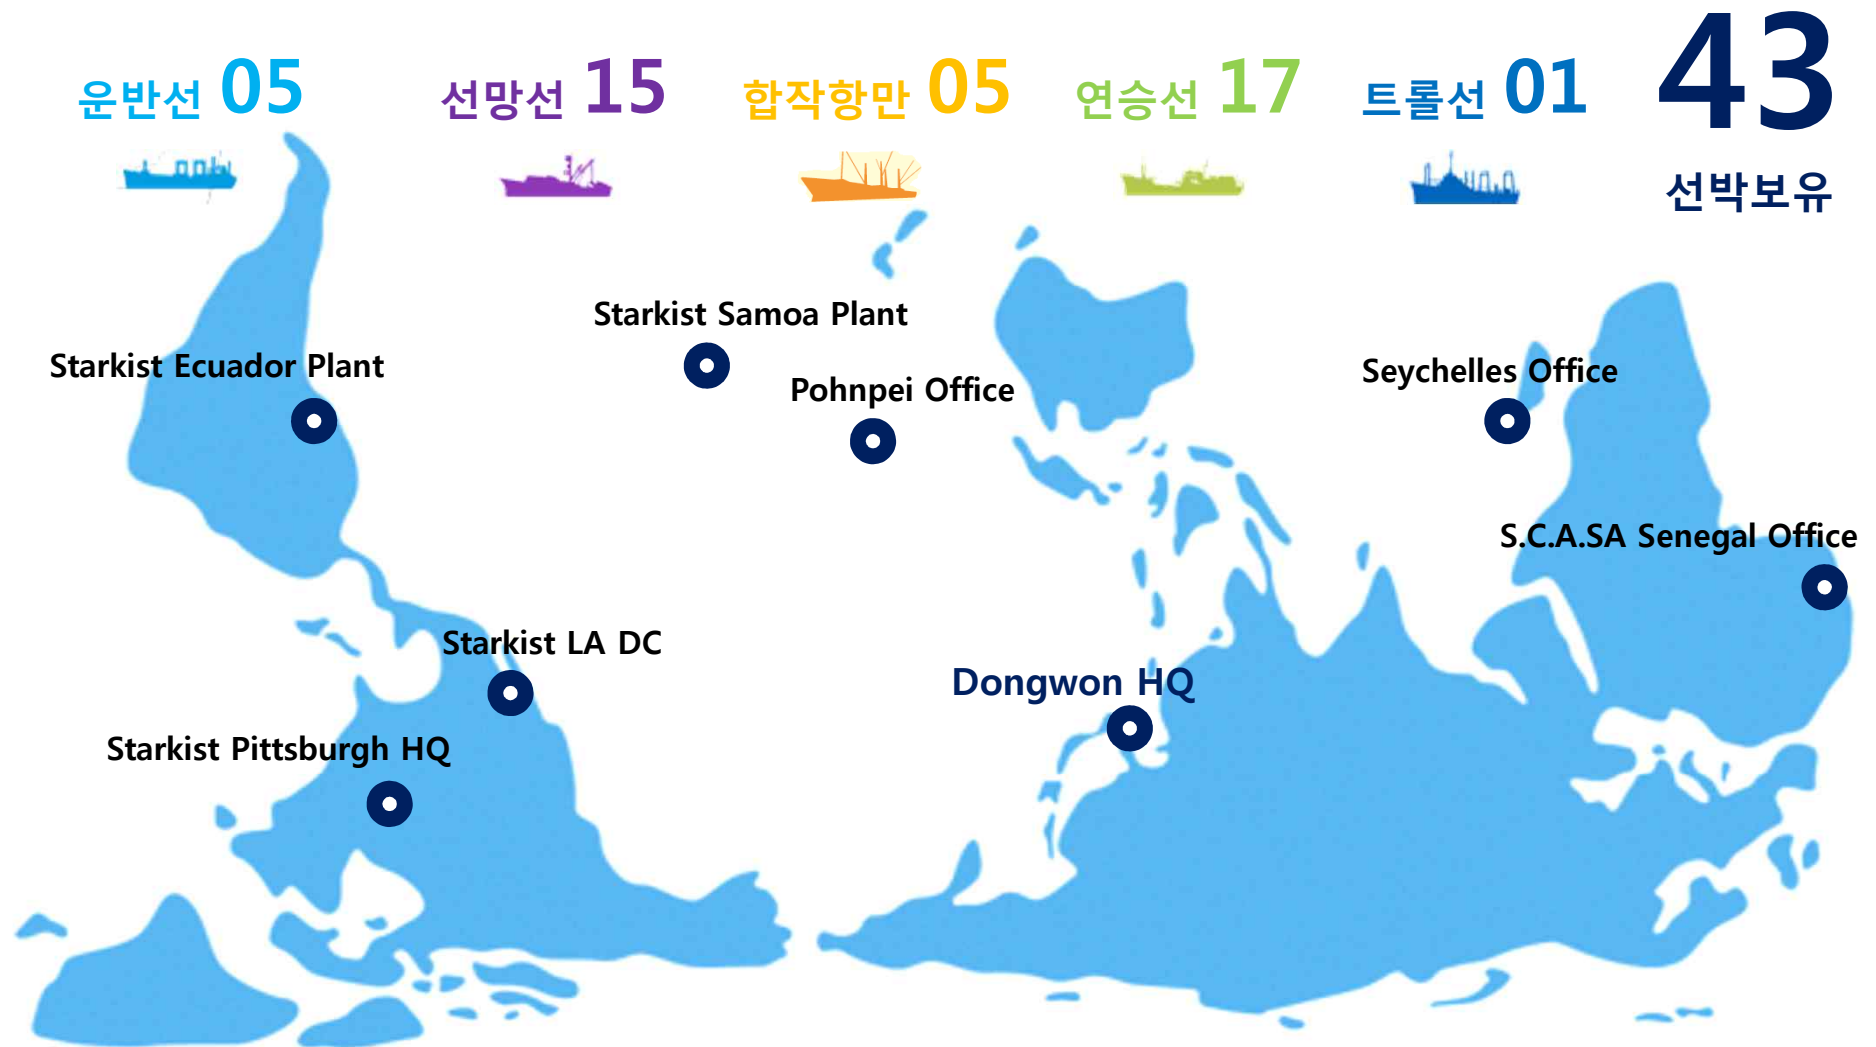 운반선 05
선망선 15
합작항만 05
연승선 17
트롤선 01
43
선박보유
Starkist Samoa Plant
Starkist Ecuador Plant
Pohnpei Office
Seychelles Office
S.C.A.SA Senegal Office
Starkist LA DC
Dongwon HQ
Starkist Pittsburgh HQ